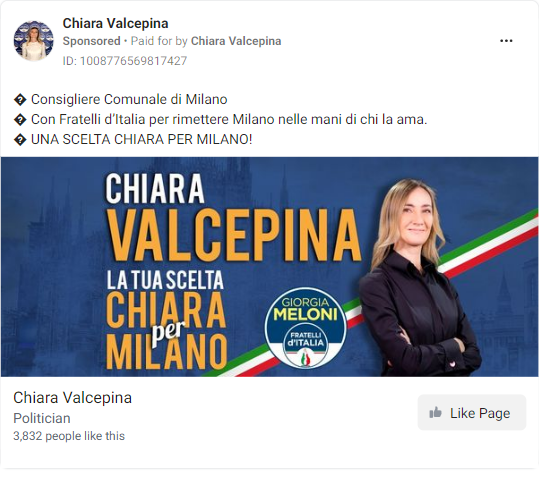 Chiara Valcepina
Sponsored • Paid for by Chiara Valcepina
ID: 1008776569817427
� Consigliere Comunale di Milano
� Con Fratelli d'Italia per rimettere Milano nelle mani di chi la ama.
� UNA SCELTA CHIARA PER MILANO!
CHIARA
VALCEPINA
LA TUA SCELTA
CHIARA
per
MILANO
GIORGIA
MELONI
FRATELLI
d'ITALIA
Chiara Valcepina
Politician
3,832 people like this
Like Page